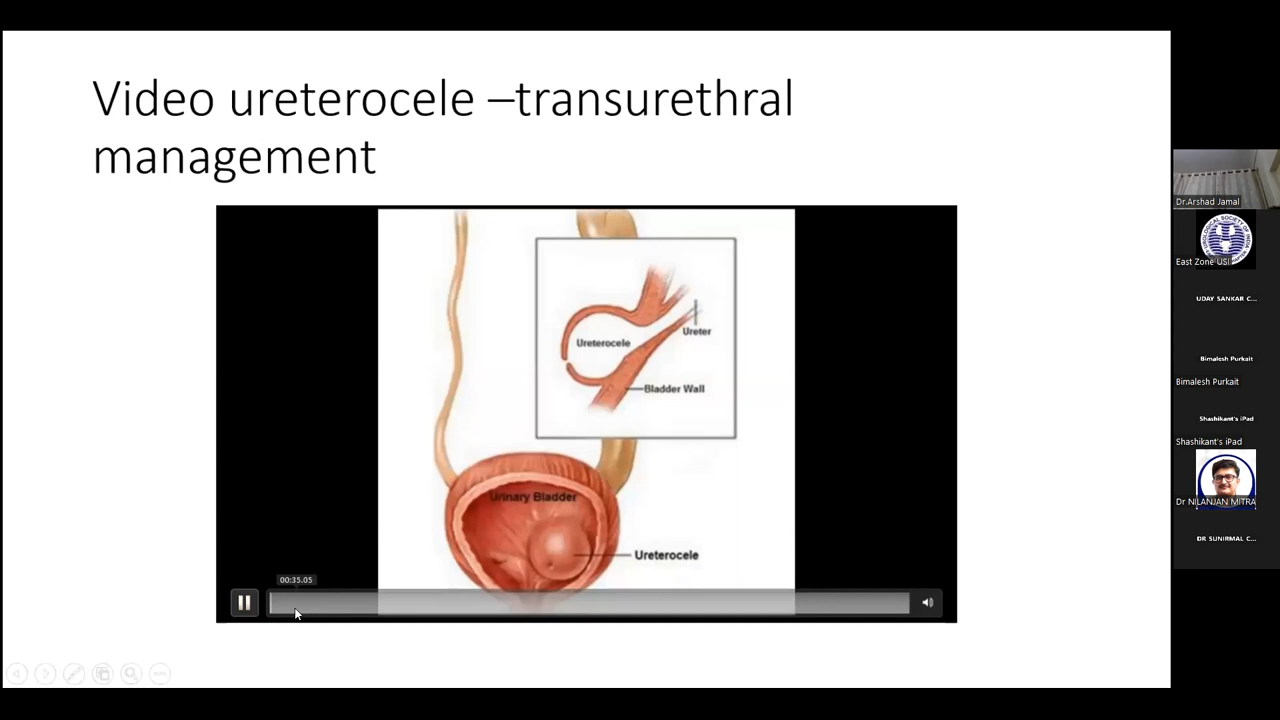 Video ureterocele –transurethral
management
Ureter
Ureterocele
Bladder Wall
Urinary Bladder
Ureterocele
00:35.05
Dr.Arshad Jamal
East Zone USI
UDAY SANKAR C...
Bimalesh Purkait
Bimalesh Purkait
Shashikant's iPad
Shashikant's iPad
Dr NILANJAN MITRA
DR SUNIRMAL C...